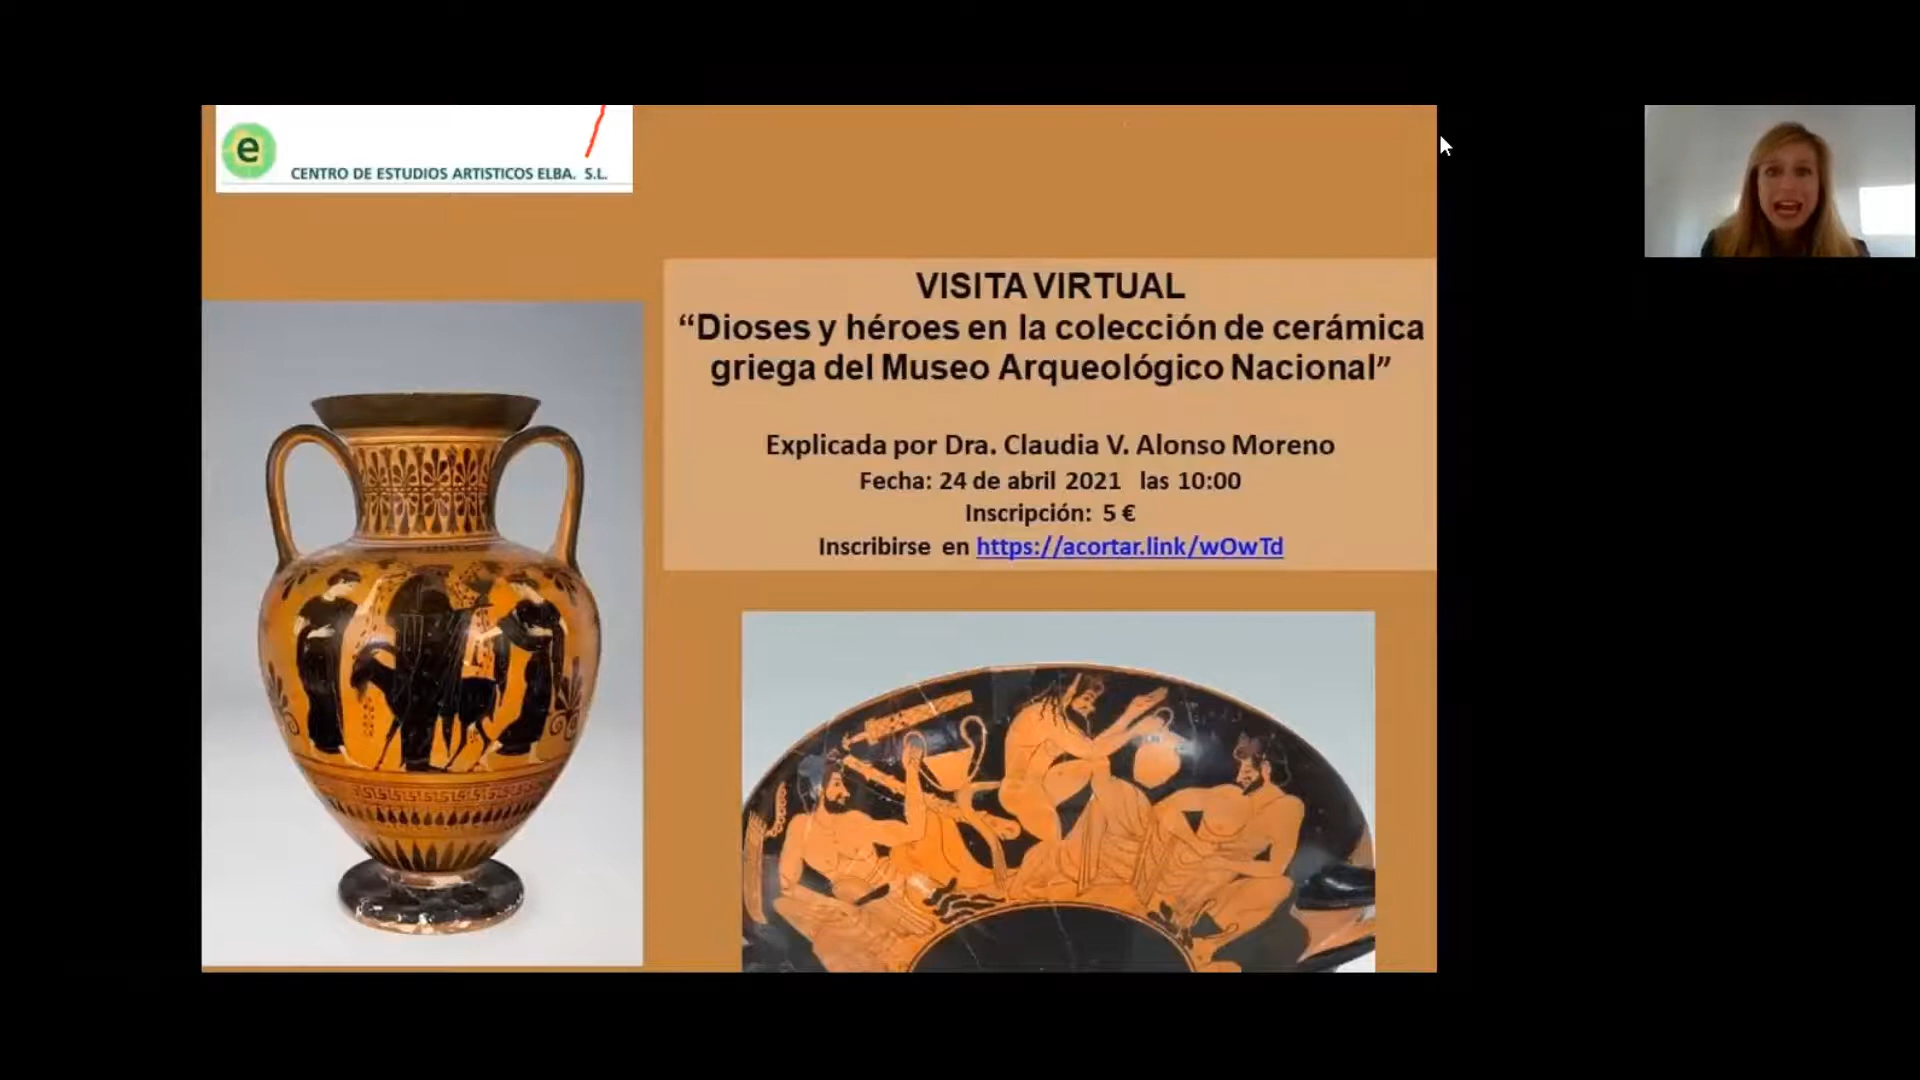 e
CENTRO DE ESTUDIOS ARTISTICOS ELBA. S.L.
VISITA VIRTUAL
“Dioses y héroes en la colección de cerámica
griega del Museo Arqueológico Nacional”
Explicada por Dra. Claudia V. Alonso Moreno
Fecha: 24 de abril 2021 las 10:00
Inscripción: 5 €
Inscribirse en https://acortar.link/wOwTd